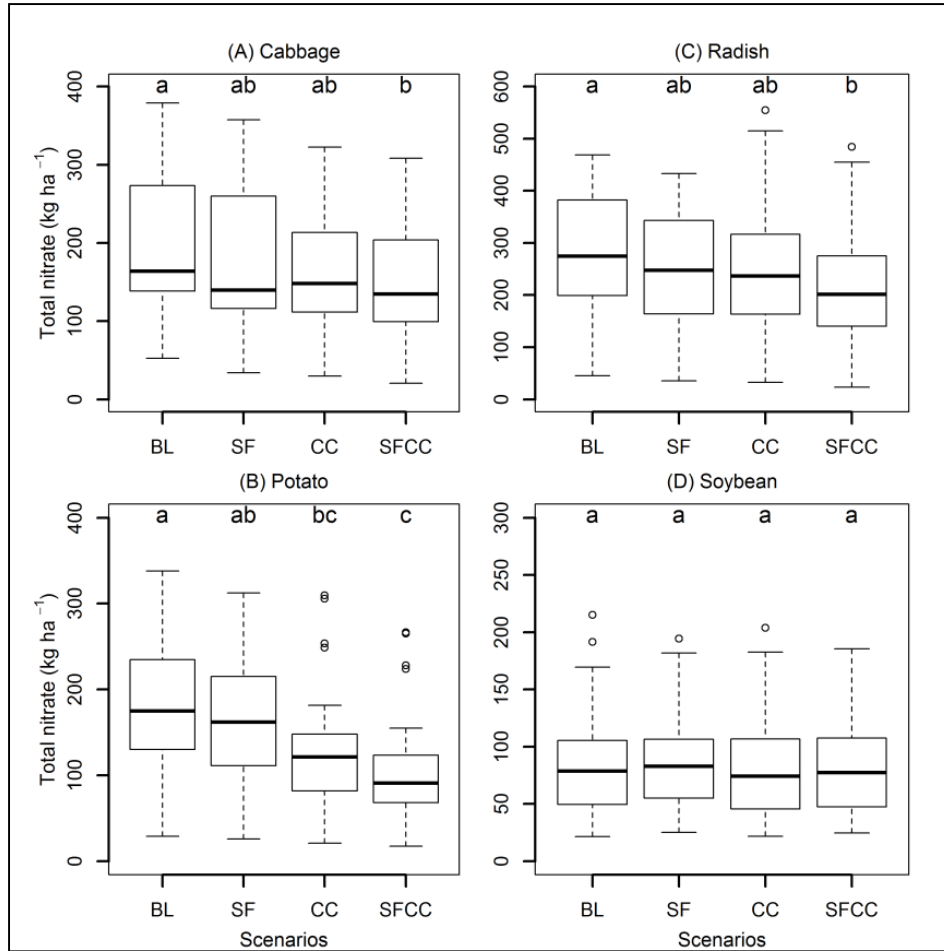 (A) Cabbage
Total nitrate (kg ha ⁻¹)
400
300
200
100
0
a ab ab b
BL SF CC SFCC
(C) Radish
600
500
400
300
200
100
0
a ab ab b
BL SF CC SFCC
(B) Potato
Total nitrate (kg ha ⁻¹)
400
300
200
100
0
a ab bc c
BL SF CC SFCC
Scenarios
(D) Soybean
300
250
200
150
100
50
0
a a a a
BL SF CC SFCC
Scenarios